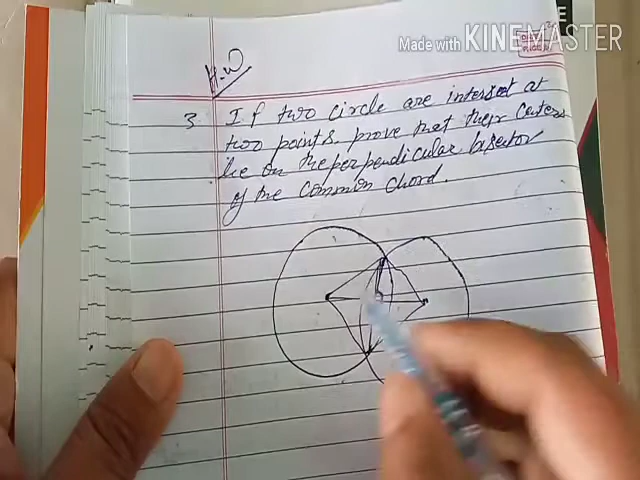 Made with KINEMASTER
H.W
3 If two circle are intersect at
two points, prove that their centers
lie on the perpendicular bisector
of the common chord.